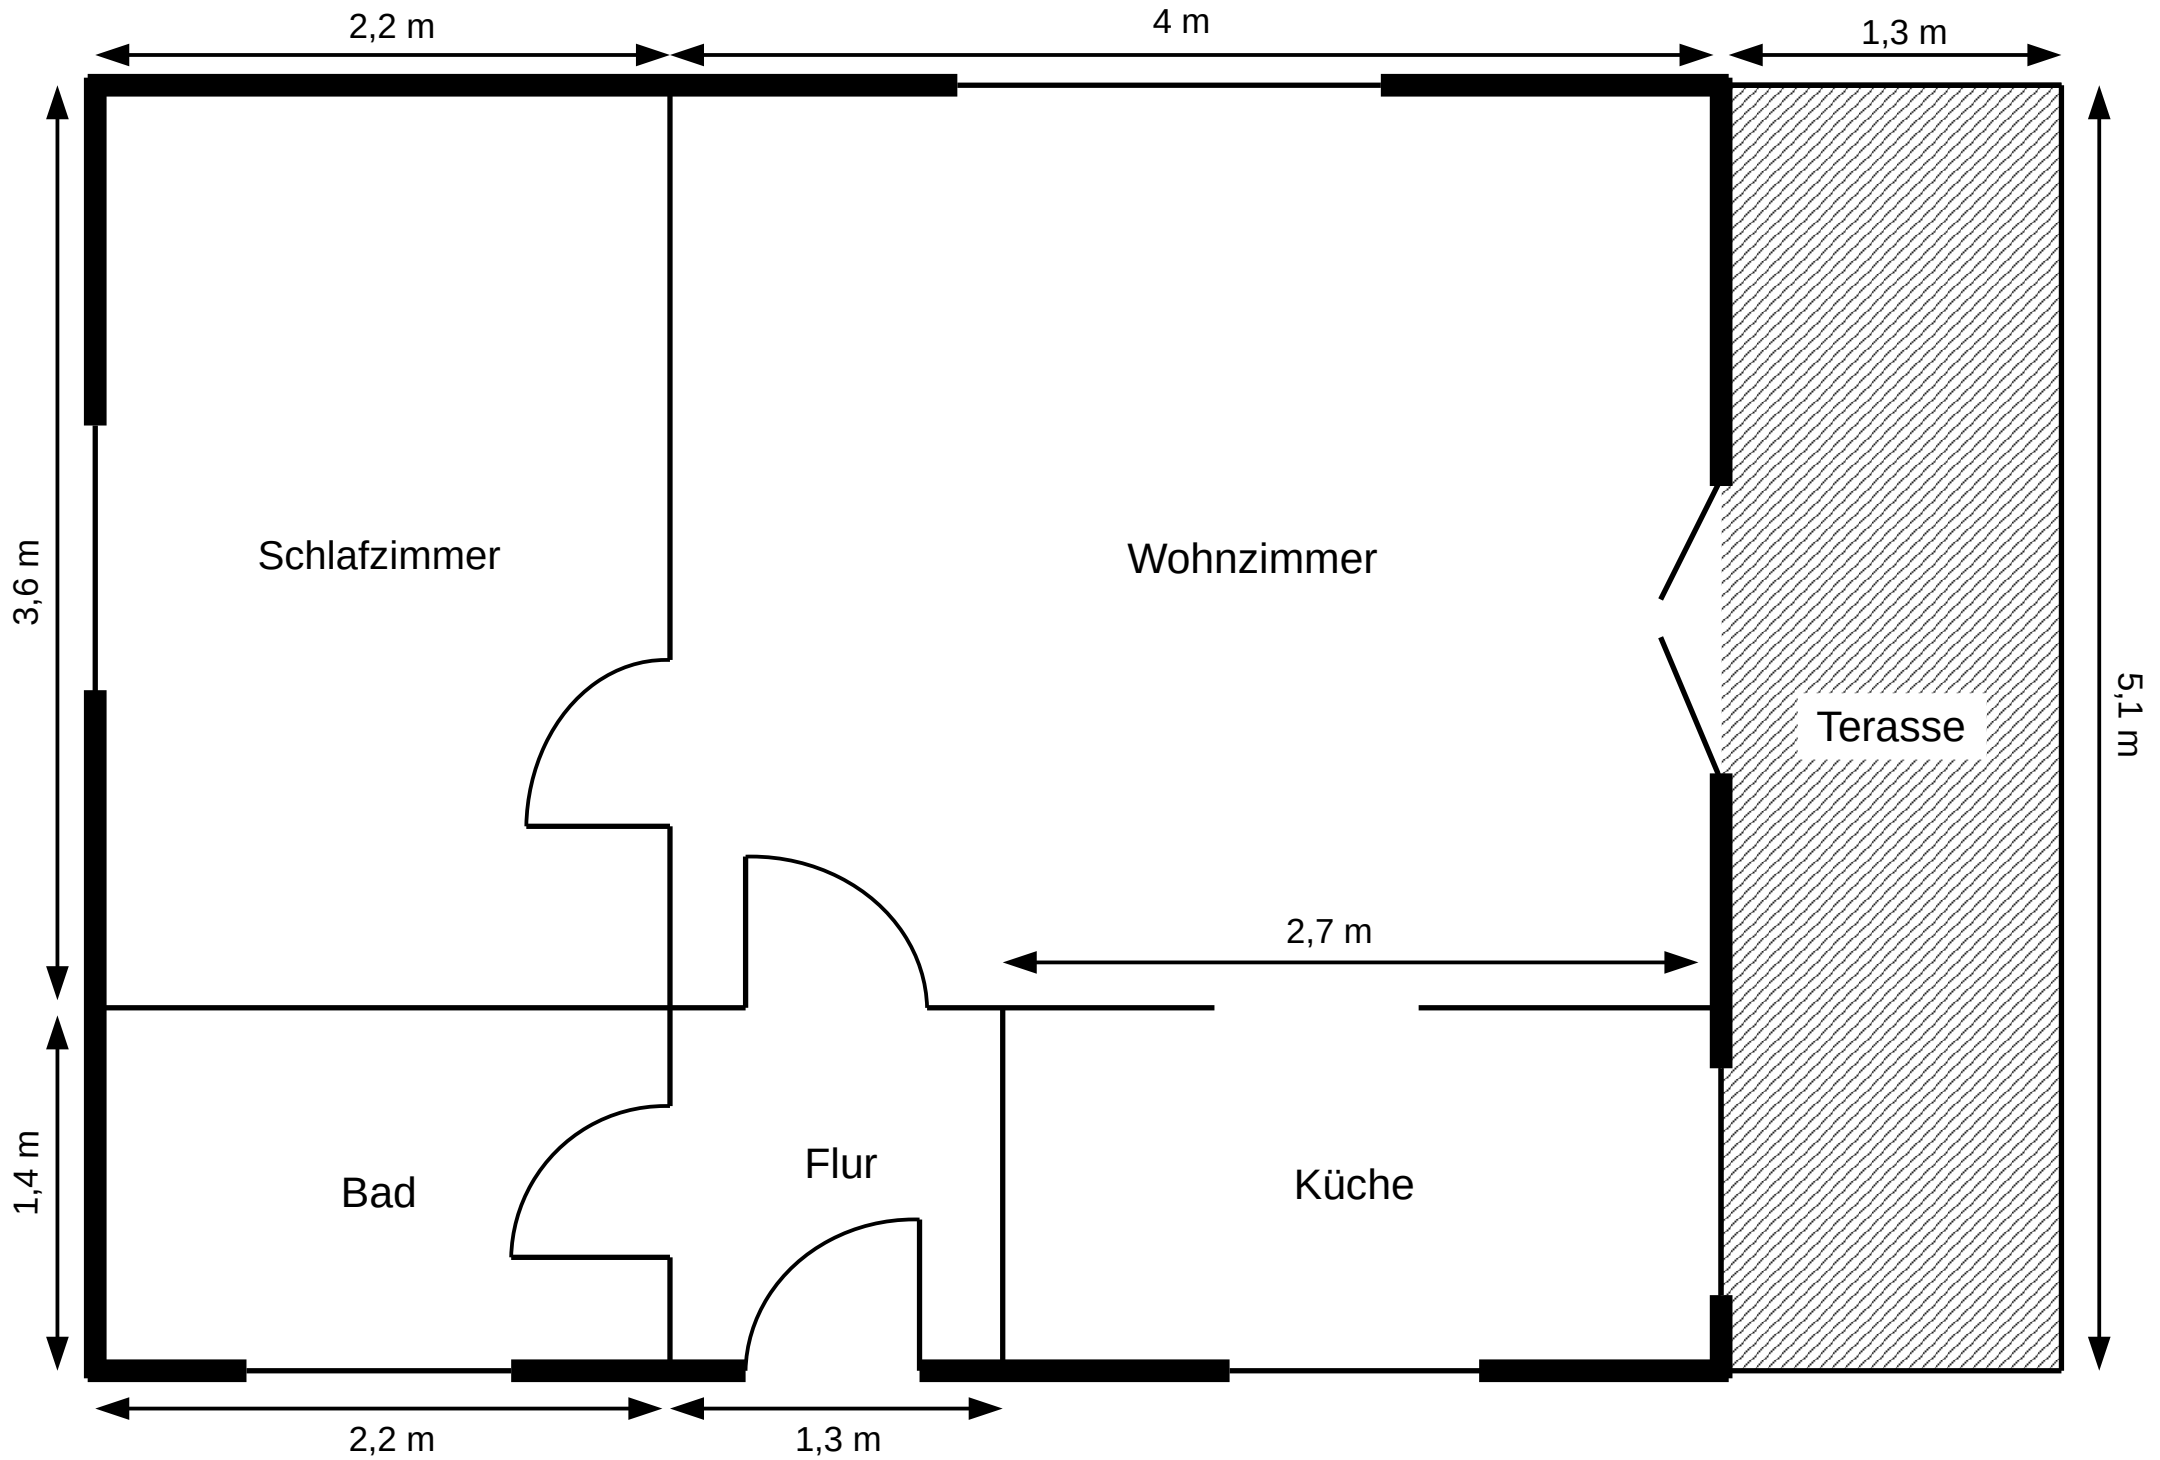 2,2 m
4 m
1,3 m
3,6 m
Schlafzimmer
Wohnzimmer
Terasse
5,1 m
2,7 m
1,4 m
Bad
Flur
Küche
2,2 m
1,3 m